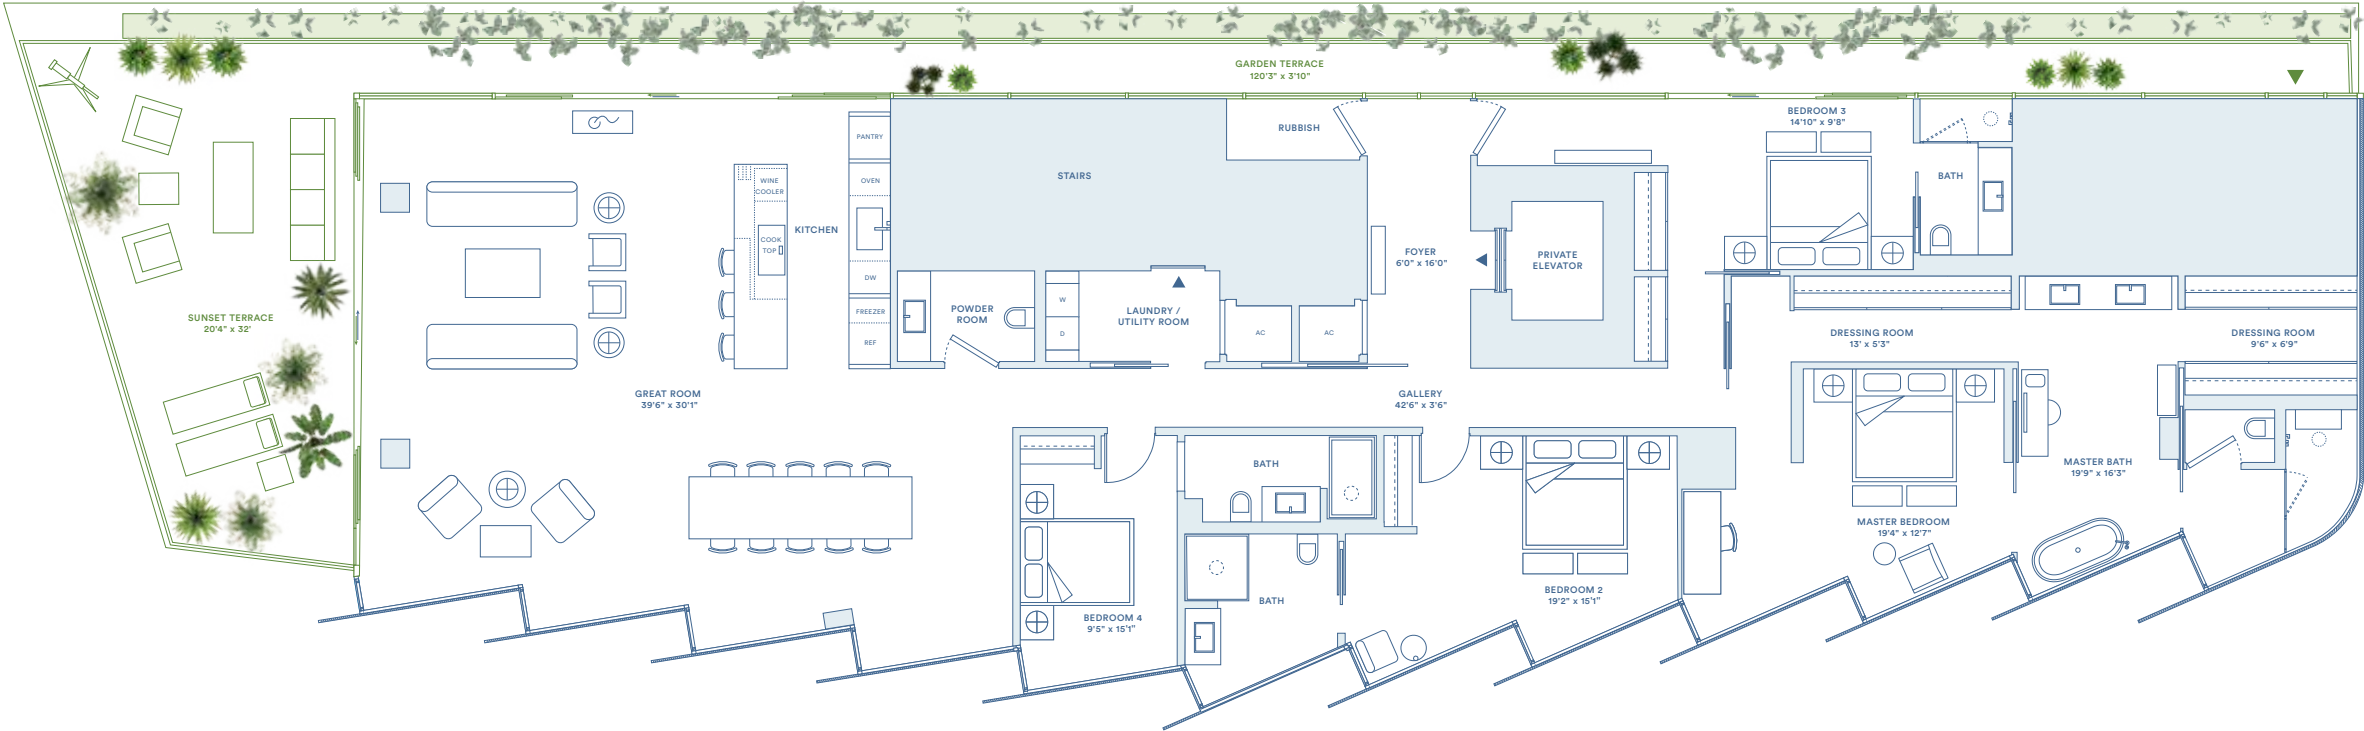 GARDEN TERRACE
120'3" x 3'10"
BEDROOM 3
14'10" x 9'8"
RUBBISH
PANTRY
STAIRS
BATH
OVEN
WINE
COOLER
KITCHEN
COOK
TOP
FOYER
6'0" x 16'0"
PRIVATE
ELEVATOR
DW
FREEZER
REF
POWDER
ROOM
W
D
LAUNDRY /
UTILITY ROOM
AC
AC
SUNSET TERRACE
20'4" x 32'
DRESSING ROOM
13' x 5'3"
DRESSING ROOM
9'6" x 6'9"
GREAT ROOM
39'6" x 30'1"
GALLERY
42'6" x 3'6"
BATH
MASTER BATH
19'9" x 16'3"
MASTER BEDROOM
19'4" x 12'7"
BATH
BEDROOM 2
19'2" x 15'1"
BEDROOM 4
9'5" x 15'1"